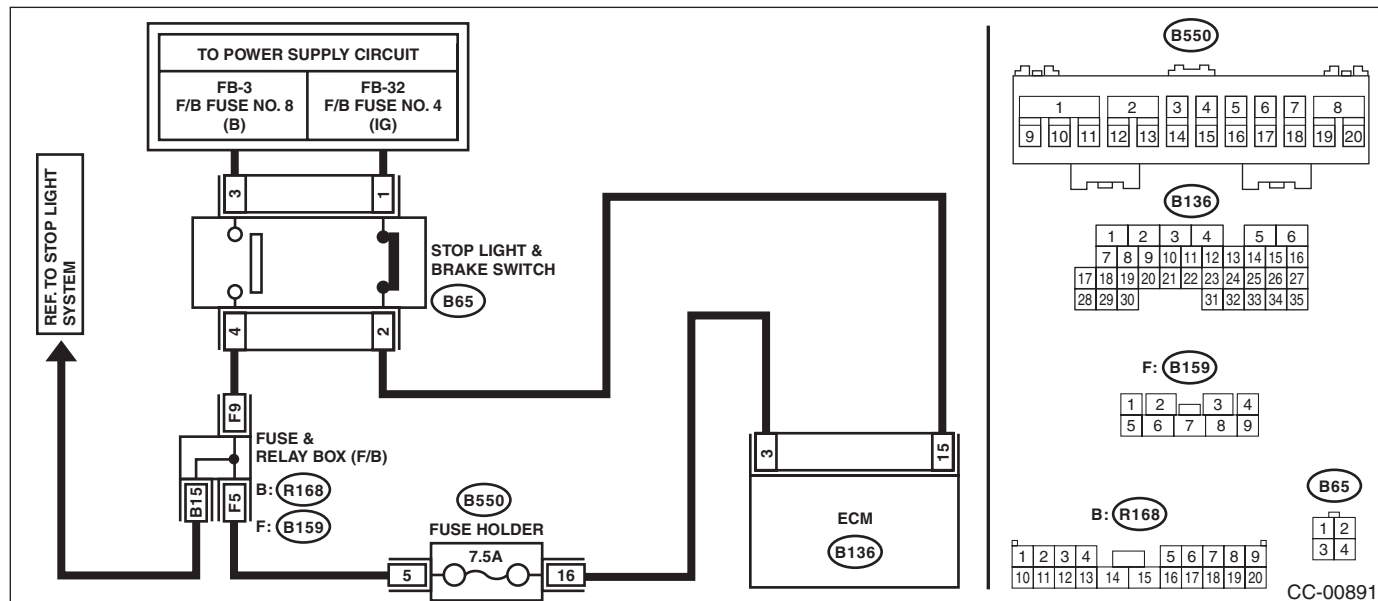 TO POWER SUPPLY CIRCUIT
FB-3
F/B FUSE NO. 8
(B)
FB-32
F/B FUSE NO. 4
(IG)
3
1
REF. TO STOP LIGHT
SYSTEM
STOP LIGHT &
BRAKE SWITCH
B65
4
2
F9
FUSE &
RELAY BOX (F/B)
B15
F5
B: R168
F: B159
B550
FUSE HOLDER
7.5A
5
16
3
15
ECM
B136
B550
1 2 3 4 5 6 7 8
9 10 11 12 13 14 15 16 17 18 19 20
B136
1 2 3 4 5 6
7 8 9 10 11 12 13 14 15 16
17 18 19 20 21 22 23 24 25 26 27
28 29 30 31 32 33 34 35
F: B159
1 2 3 4
5 6 7 8 9
B65
1 2
3 4
B: R168
1 2 3 4 5 6 7 8 9
10 11 12 13 14 15 16 17 18 19 20
CC-00891